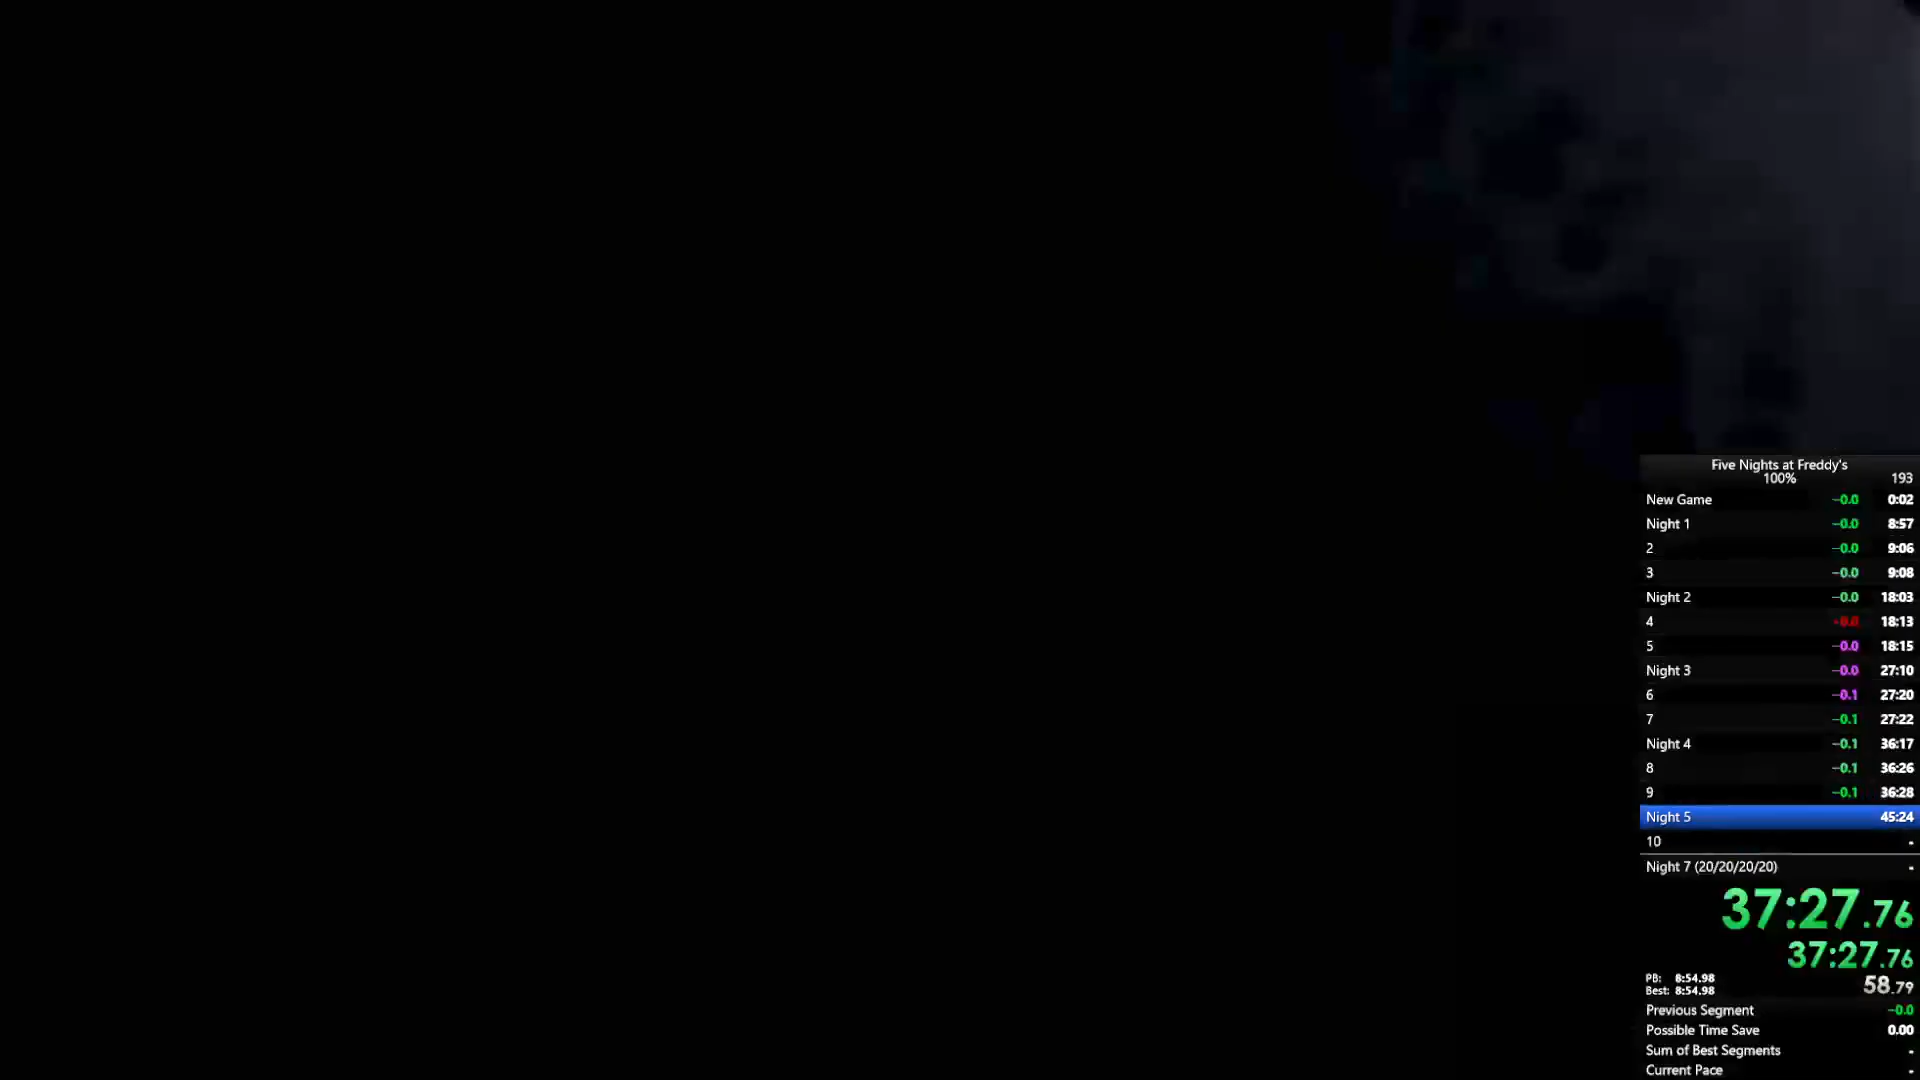 Five Nights at Freddy's
100% 193
New Game −0.0 0:02
Night 1 −0.0 8:57
2 −0.0 9:06
3 −0.0 9:08
Night 2 −0.0 18:03
4 +0.0 18:13
5 −0.0 18:15
Night 3 −0.0 27:10
6 −0.1 27:20
7 −0.1 27:22
Night 4 −0.1 36:17
8 −0.1 36:26
9 −0.1 36:28
Night 5 45:24
10 -
Night 7 (20/20/20/20) -
37:27.76
37:27.76
PB: 8:54.98 58.79
Best: 8:54.98
Previous Segment −0.0
Possible Time Save 0.00
Sum of Best Segments -
Current Pace -